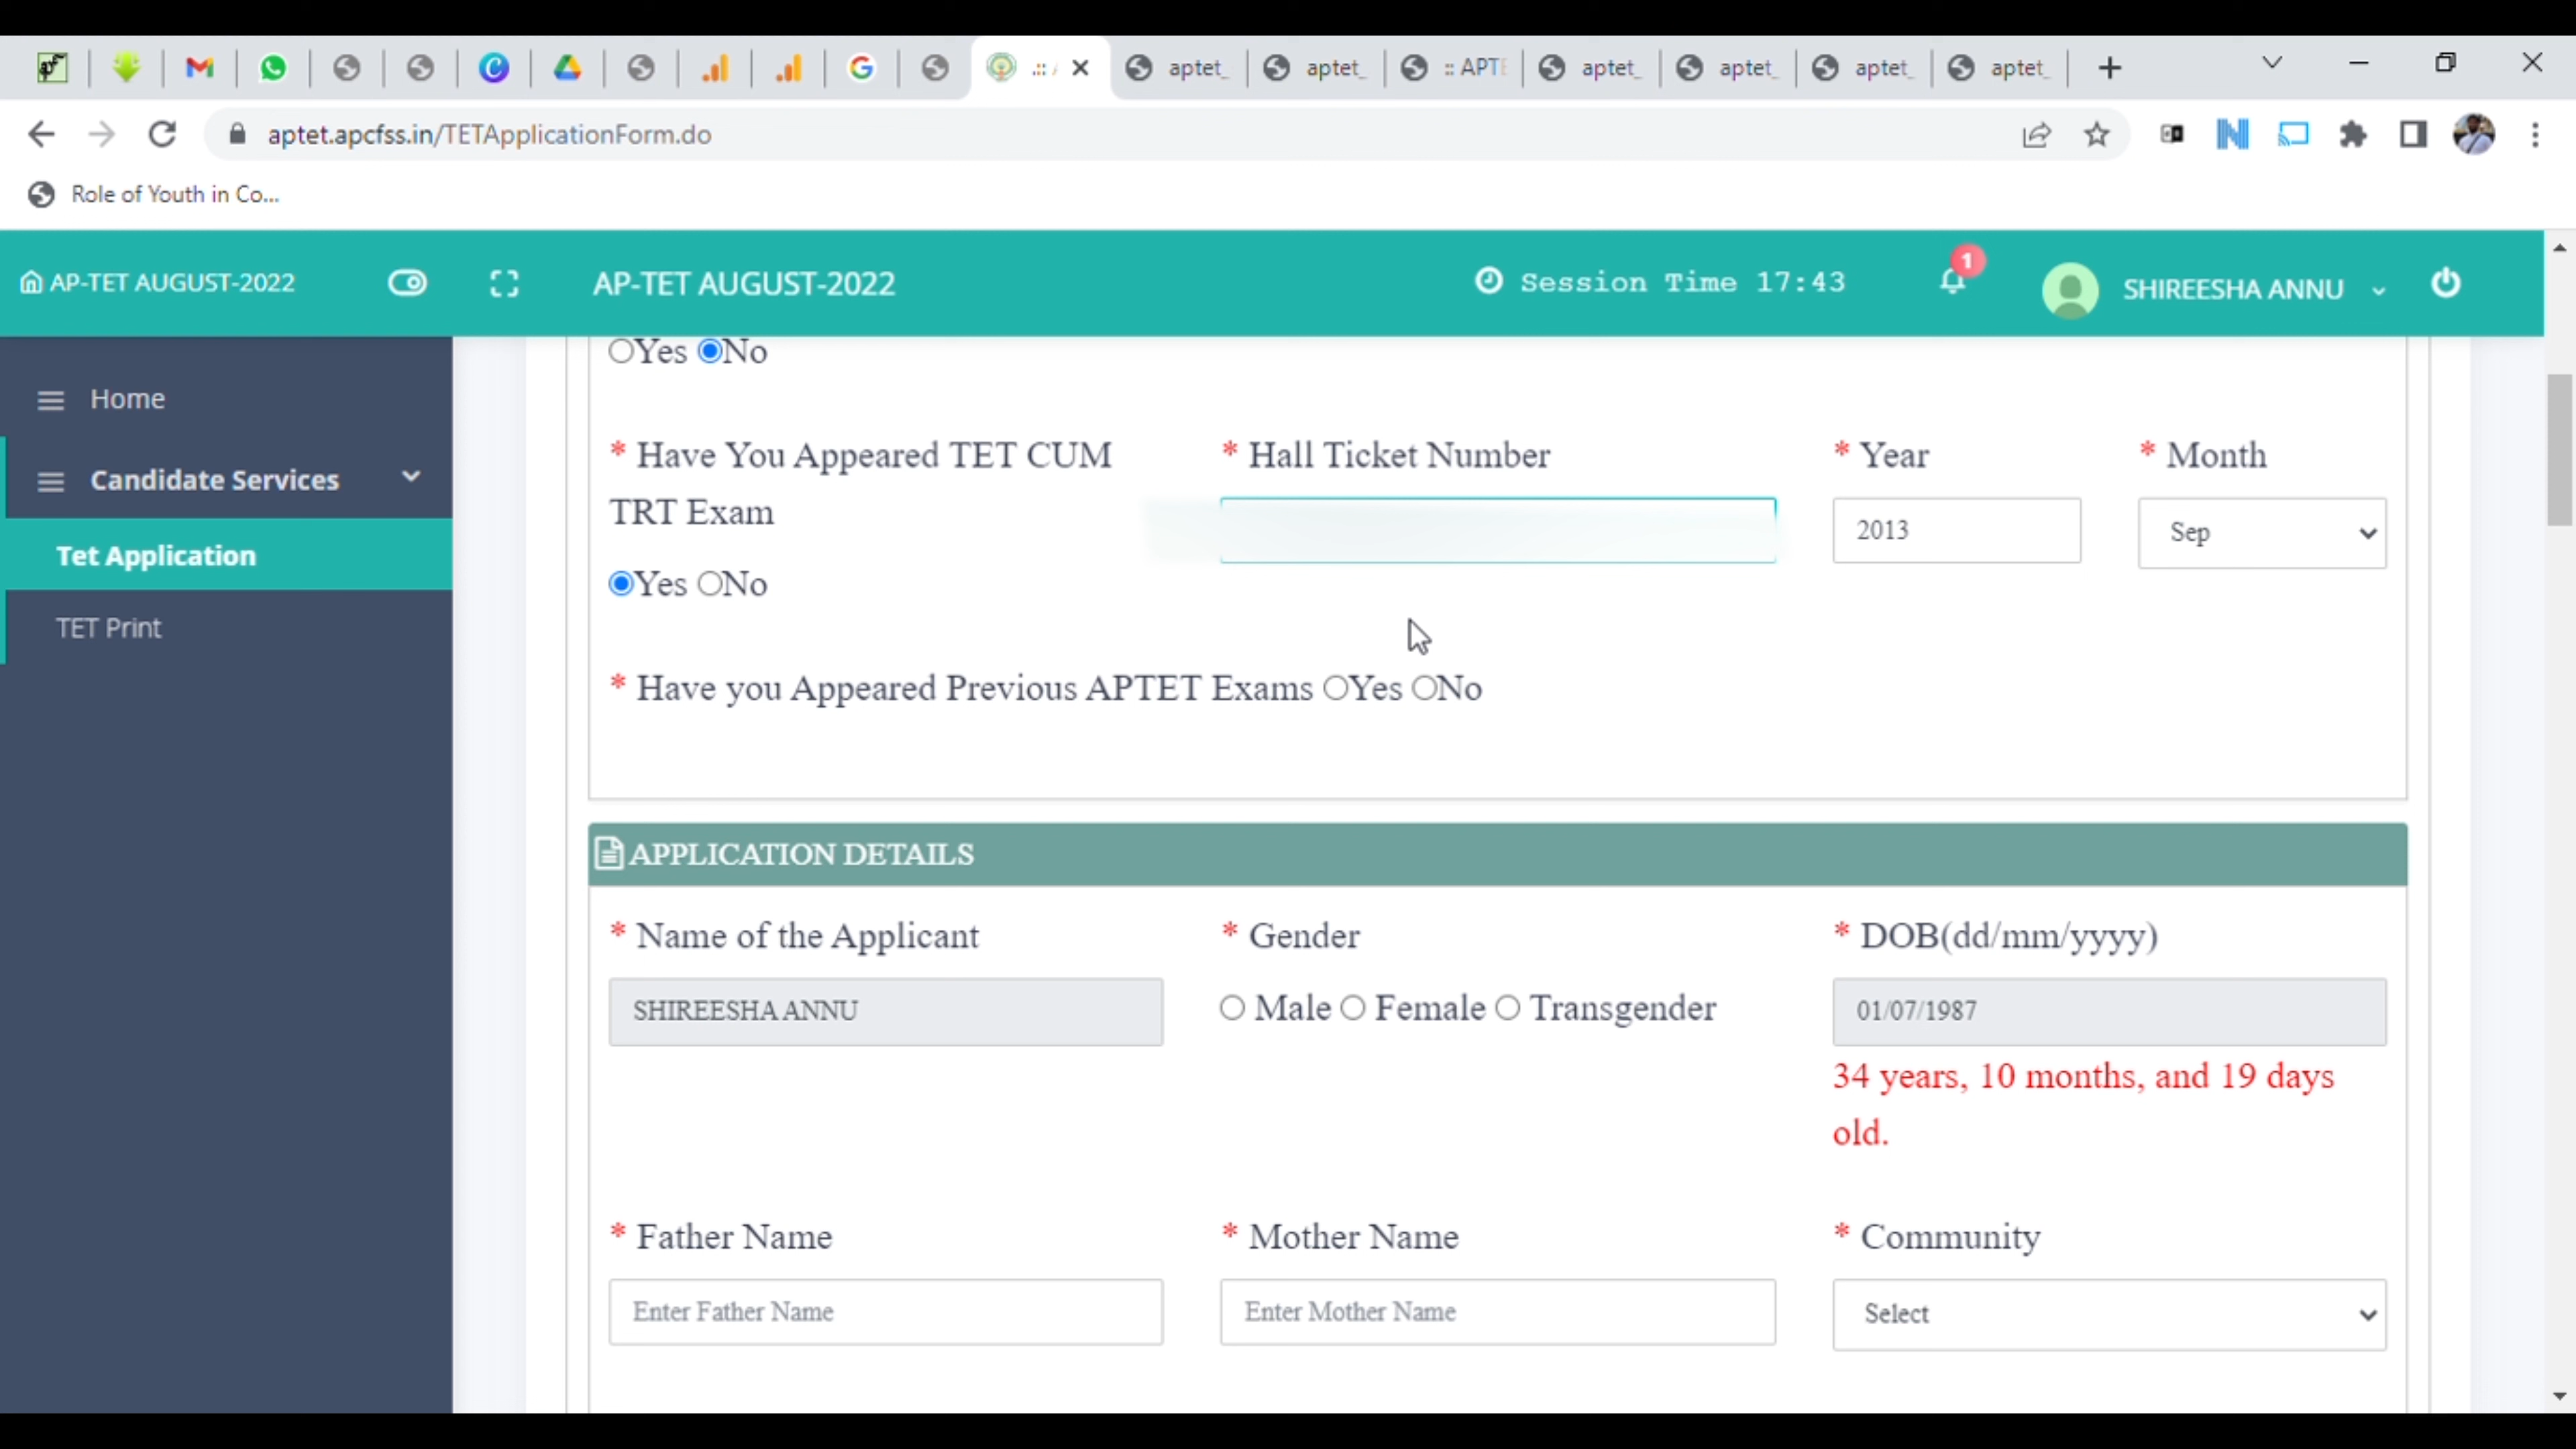 aptet_
aptet_
:: APTE
aptet_
aptet_
aptet_
aptet_
aptet.apcfss.in/TETApplicationForm.do
Role of Youth in Co...
AP-TET AUGUST-2022
AP-TET AUGUST-2022
Session Time 17:43
1
SHIREESHA ANNU
Home
Candidate Services
Tet Application
TET Print
Yes No
* Have You Appeared TET CUM
TRT Exam
Yes No
* Hall Ticket Number
* Year
2013
* Month
Sep
* Have you Appeared Previous APTET Exams Yes No
APPLICATION DETAILS
* Name of the Applicant
SHIREESHA ANNU
* Gender
Male Female Transgender
* DOB(dd/mm/yyyy)
01/07/1987
34 years, 10 months, and 19 days
old.
* Father Name
Enter Father Name
* Mother Name
Enter Mother Name
* Community
Select